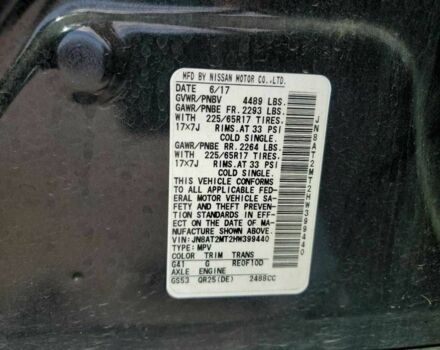 MFD BY NISSAN MOTOR CO.,LTD.
DATE 6/17
GVWR/PNBV 4489 LBS.
GAWR/PNBE FR. 2293 LBS.
WITH 225/65R17 TIRES.
17X7J RIMS.AT 33 PSI
COLD SINGLE.
GAWR/PNBE RR. 2264 LBS.
WITH 225/65R17 TIRES.
17X7J RIMS.AT 33 PSI
COLD SINGLE.
THIS VEHICLE CONFORMS
TO ALL APPLICABLE FED-
ERAL MOTOR VEHICLE SA-
FETY AND THEFT PREVEN-
TION STANDARDS IN EFF-
ECT ON THE DATE OF MA-
NUFACTURE SHOWN ABOVE.
VIN: JN8AT2MT2HW399440
TYPE: MPV
COLOR TRIM TRANS
G41 G RE0F10D
AXLE ENGINE
GS53 QR25(DE) 2488CC
JN8AT2MT2HW399440